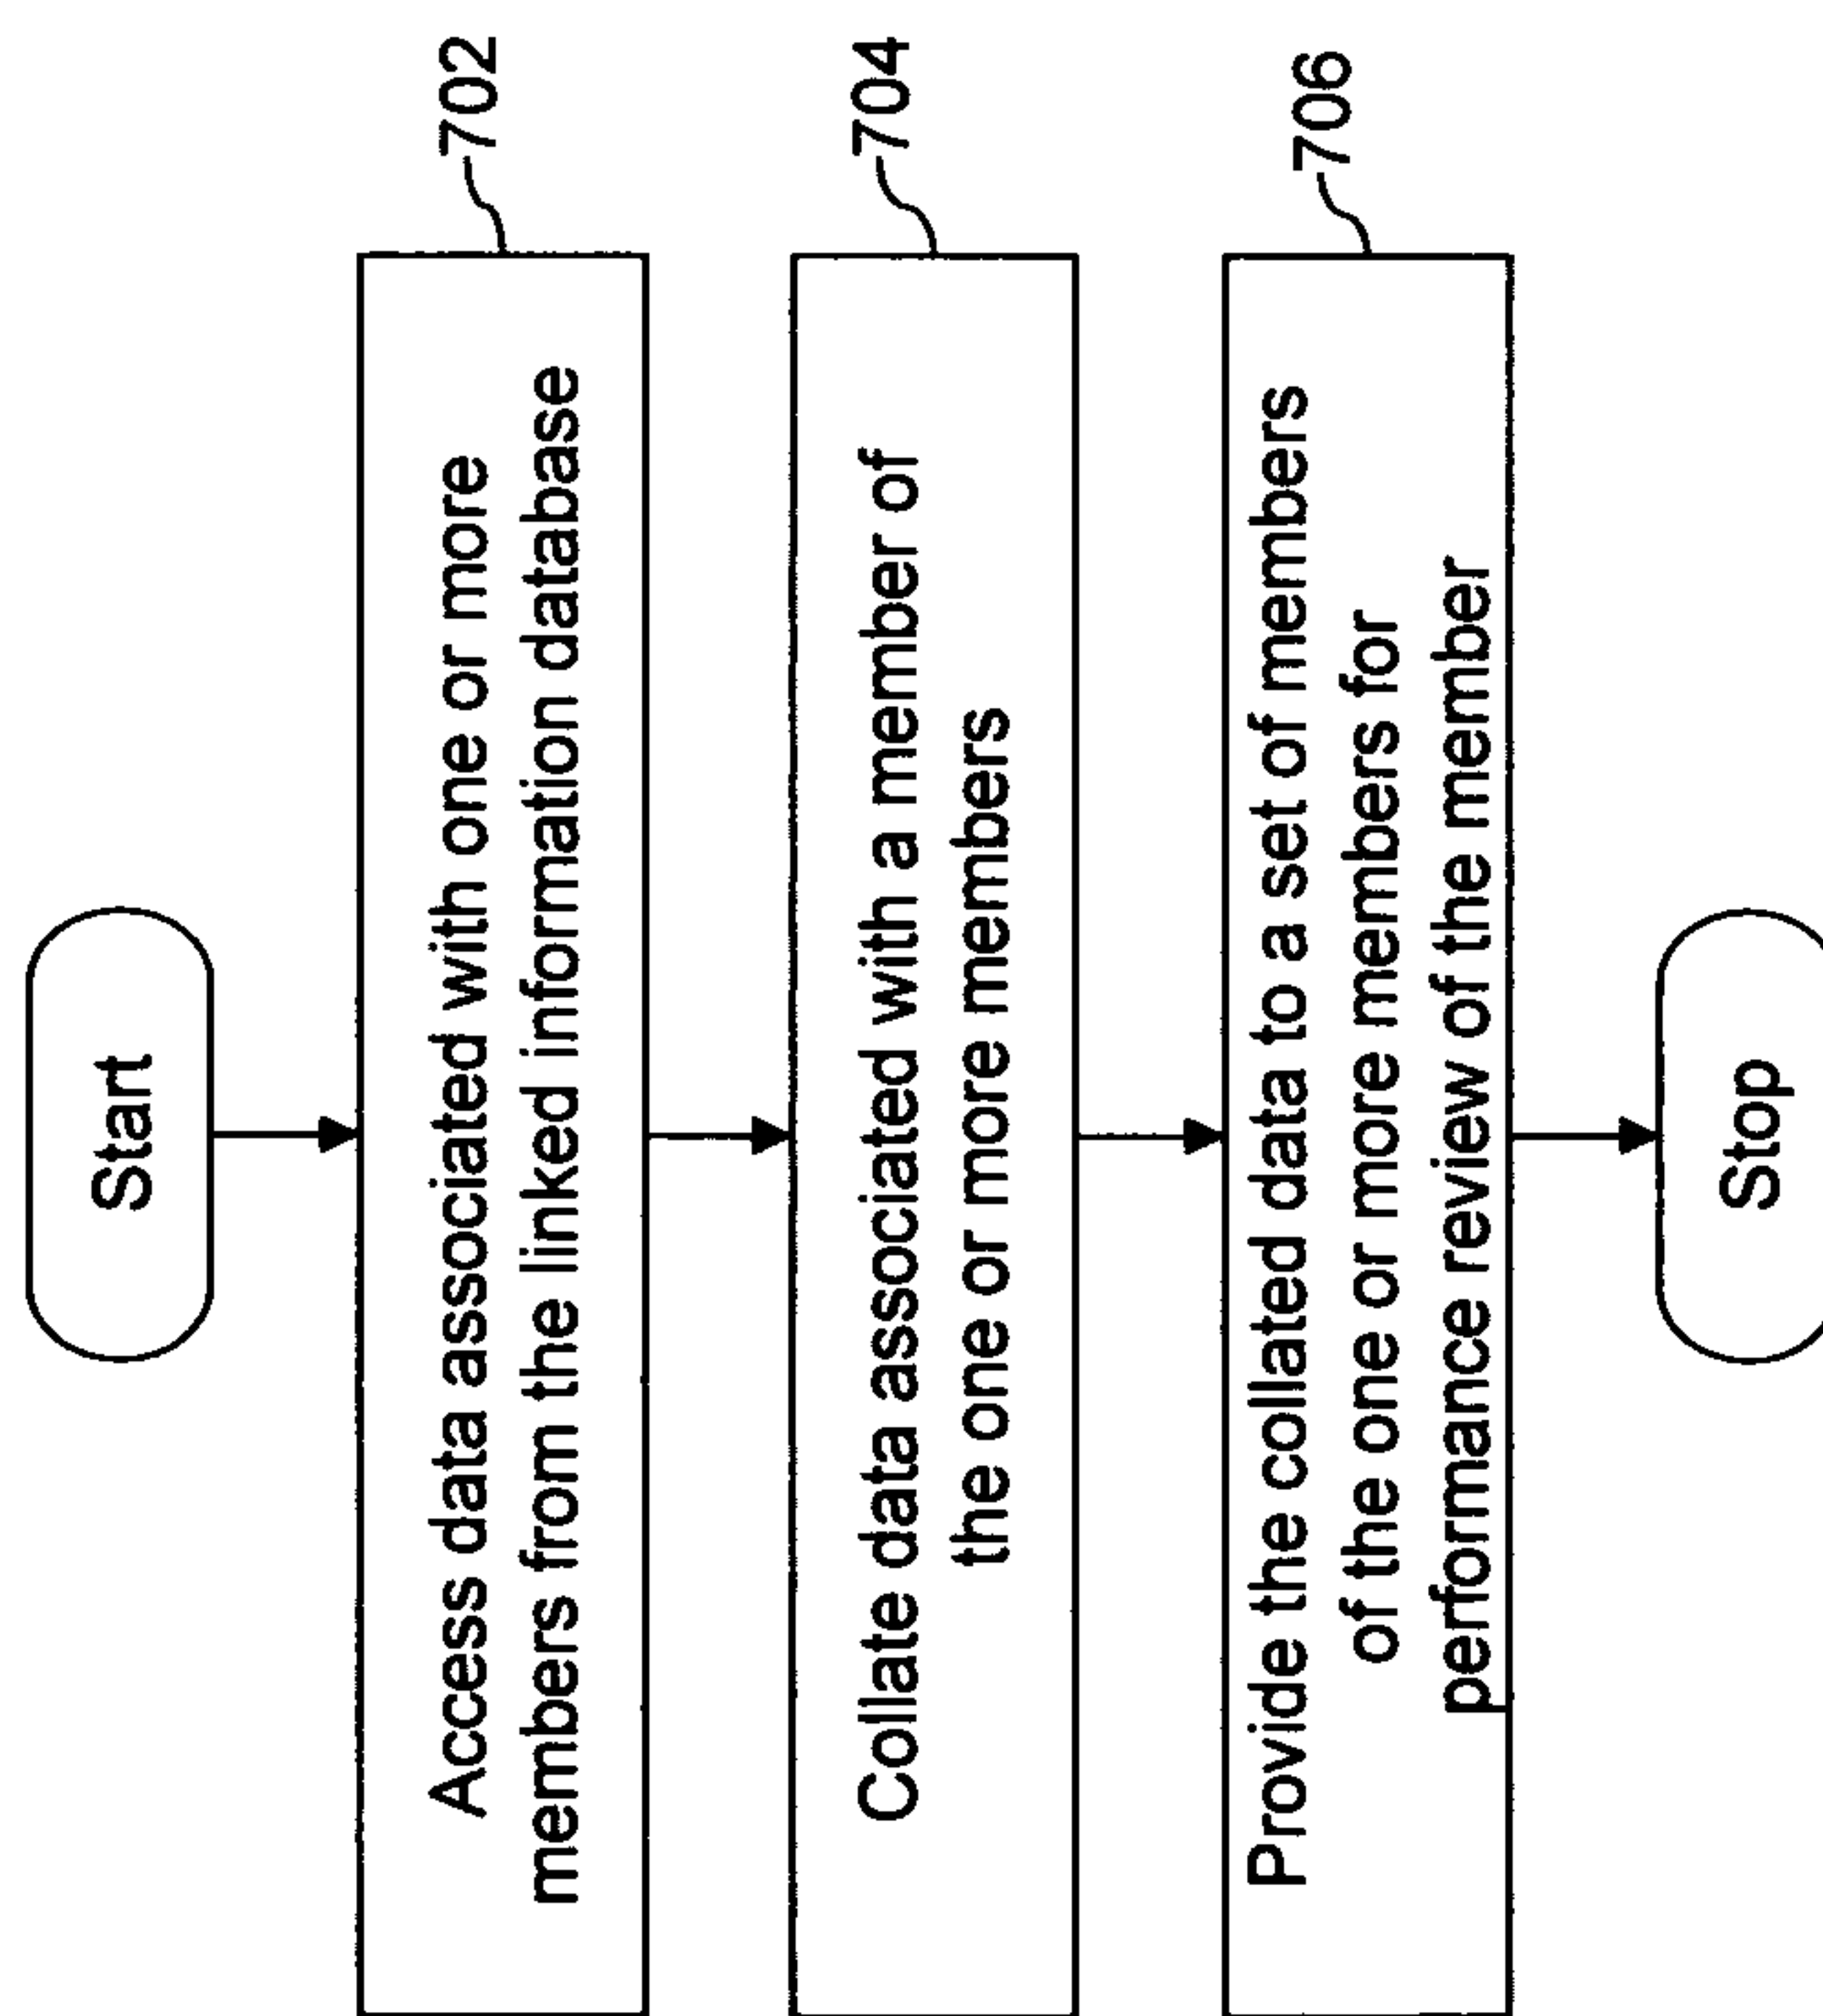 Start
Access data associated with one or more
members from the linked information database
702
Collate data associated with a member of
the one or more members
704
Provide the collated data to a set of members
of the one or more members for
performance review of the member
706
Stop